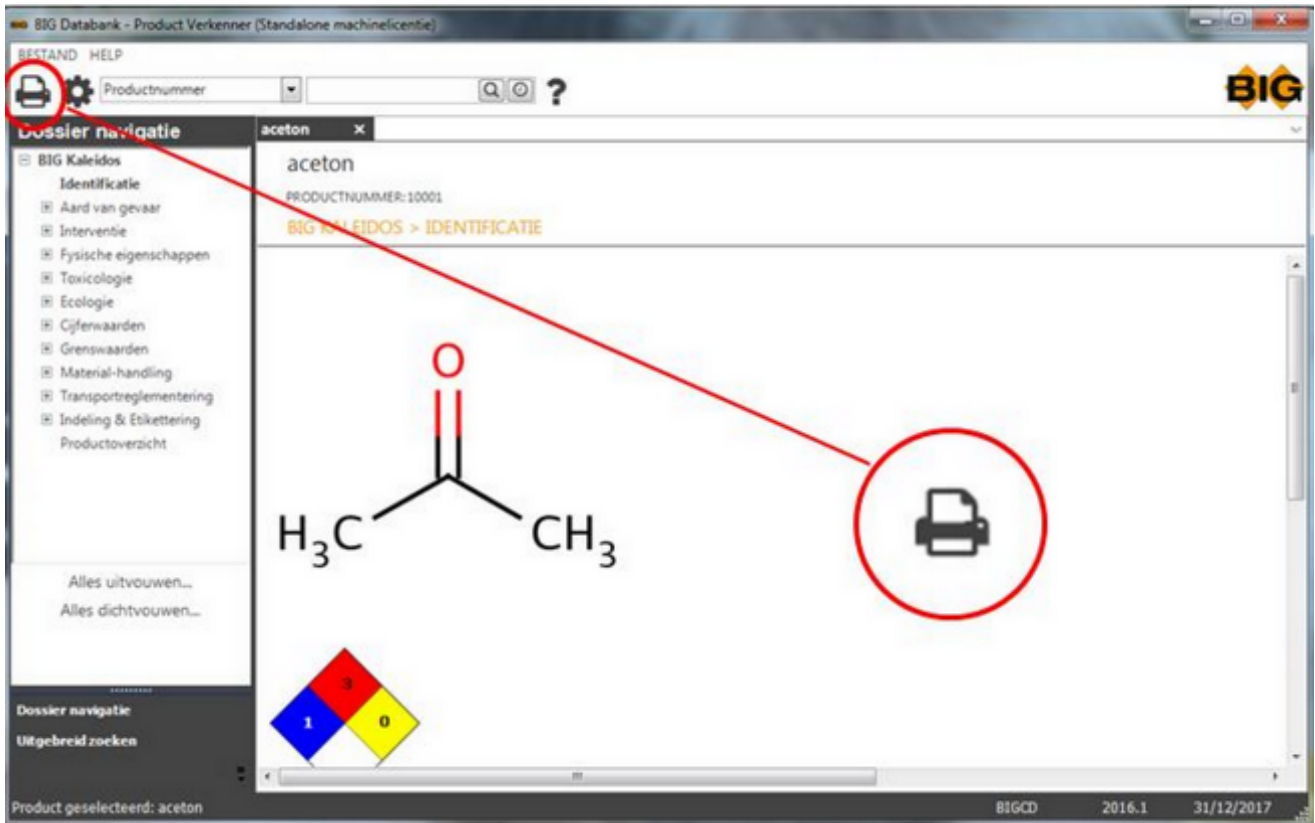 BIG Databank - Product Verkenner (Standalone machinelicentie)
BESTAND HELP
Productnummer
?
BIG
Dossier navigatie
aceton
BIG Kaleidos
Identificatie
Aard van gevaar
Interventie
Fysische eigenschappen
Toxicologie
Ecologie
Cijferwaarden
Grenswaarden
Material-handling
Transportreglementering
Indeling & Etikettering
Productoverzicht
Alles uitvouwen...
Alles dichtvouwen...
Dossier navigatie
Uitgebreid zoeken
aceton
PRODUCTNUMMER: 10001
BIG KALEIDOS > IDENTIFICATIE
O
H3C CH3
3
1 0
Product geselecteerd: aceton
BIGCD 2016.1 31/12/2017